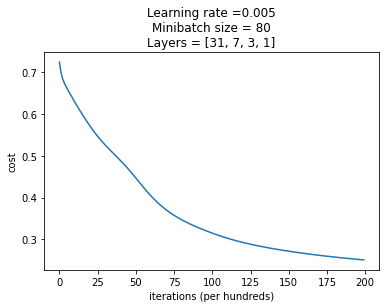 Learning rate =0.005
Minibatch size = 80
Layers = [31, 7, 3, 1]
0.7
0.6
0.5
0.4
0.3
cost
0 25 50 75 100 125 150 175 200
iterations (per hundreds)